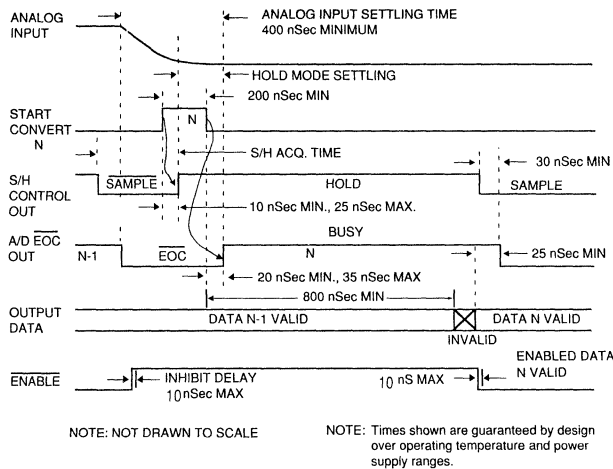 ANALOG
INPUT
ANALOG INPUT SETTLING TIME
400 nSec MINIMUM
HOLD MODE SETTLING
200 nSec MIN
START
CONVERT
N
N
S/H ACQ. TIME
30 nSec MIN
S/H
CONTROL
OUT
SAMPLE
HOLD
SAMPLE
10 nSec MIN., 25 nSec MAX.
BUSY
A/D EOC
OUT
N-1
EOC
N
25 nSec MIN
20 nSec MIN., 35 nSec MAX
800 nSec MIN
OUTPUT
DATA
DATA N-1 VALID
DATA N VALID
INVALID
ENABLE
INHIBIT DELAY
10nSec MAX
10 nS MAX
ENABLED DATA
N VALID
NOTE: NOT DRAWN TO SCALE
NOTE: Times shown are guaranteed by design
over operating temperature and power
supply ranges.